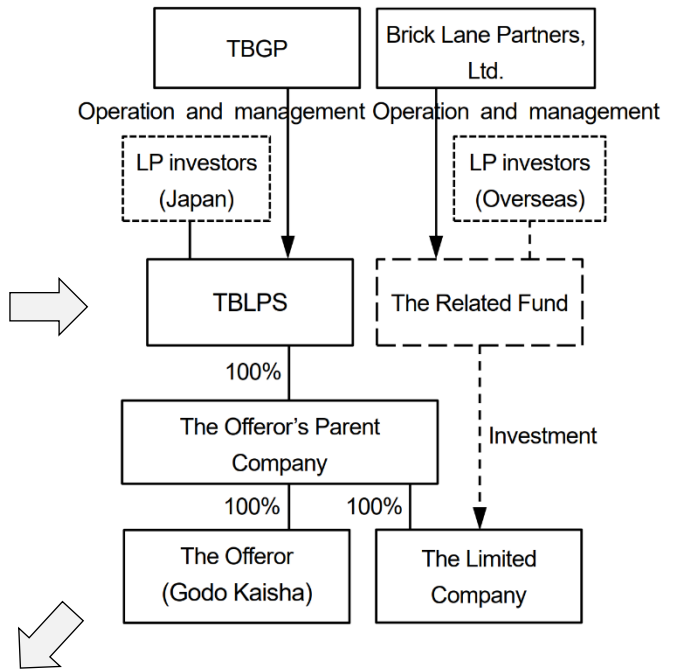 TBGP
Brick Lane Partners,
Ltd.
Operation and management
Operation and management
LP investors
(Japan)
LP investors
(Overseas)
TBLPS
The Related Fund
100%
The Offeror’s Parent
Company
Investment
100%
100%
The Offeror
(Godo Kaisha)
The Limited
Company